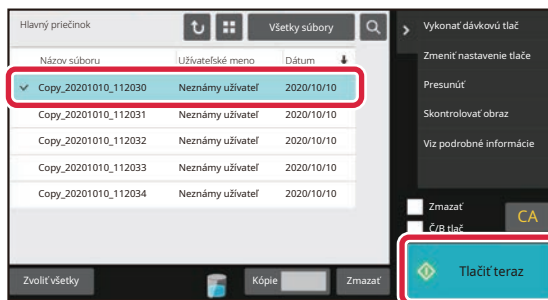 Hlavný priečinok
Všetky súbory
Názov súboru Užívateľské meno Dátum
Copy_20201010_112030 Neznámy užívateľ 2020/10/10
Copy_20201010_112031 Neznámy užívateľ 2020/10/10
Copy_20201010_112032 Neznámy užívateľ 2020/10/10
Copy_20201010_112033 Neznámy užívateľ 2020/10/10
Copy_20201010_112034 Neznámy užívateľ 2020/10/10
Zvoliť všetky
Kópie
Zmazať
Vykonať dávkovú tlač
Zmeniť nastavenie tlače
Presunúť
Skontrolovať obraz
Viz podrobné informácie
Zmazať
Č/B tlač
CA
Tlačiť teraz